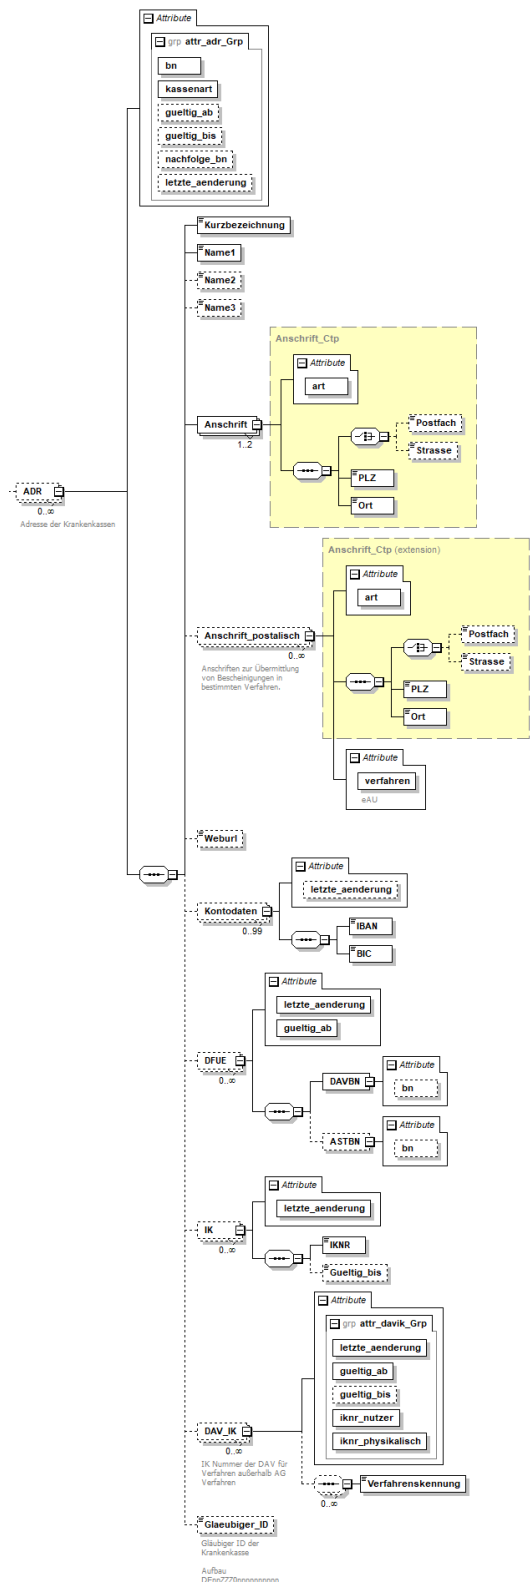 Attribute
grp attr_adr_Grp
bn
kassenart
gueltig_ab
gueltig_bis
nachfolge_bn
letzte_aenderung
Kurzbezeichnung
Name1
Name2
Name3
Anschrift_Ctp
Attribute
art
Anschrift
1..2
Postfach
Strasse
PLZ
Ort
ADR
0..∞
Adresse der Krankenkassen
Anschrift_Ctp (extension)
Attribute
art
Anschrift_postalisch
0..∞
Anschriften zur Übermittlung
von Bescheinigungen in
bestimmten Verfahren.
Postfach
Strasse
PLZ
Ort
Attribute
verfahren
eAU
Weburl
Attribute
letzte_aenderung
Kontodaten
0..99
IBAN
BIC
Attribute
letzte_aenderung
gueltig_ab
DFUE
0..∞
Attribute
DAVBN
bn
Attribute
ASTBN
bn
Attribute
letzte_aenderung
IK
0..∞
IKNR
Gueltig_bis
Attribute
grp attr_davik_Grp
letzte_aenderung
gueltig_ab
gueltig_bis
iknr_nutzer
iknr_physikalisch
DAV_IK
0..∞
IK Nummer der DAV für
Verfahren außerhalb AG
Verfahren
Verfahrenskennung
0..∞
Glaeubiger_ID
Gläubiger ID der
Krankenkasse
Aufbau